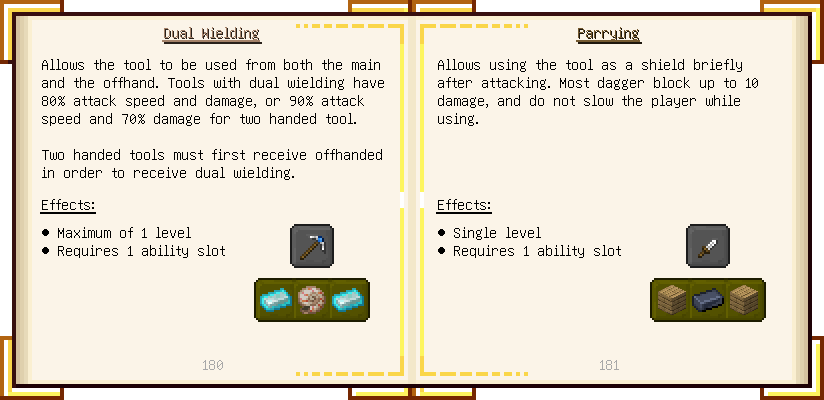 Dual Wielding
Allows the tool to be used from both the main
and the offhand. Tools with dual wielding have
80% attack speed and damage, or 90% attack
speed and 70% damage for two handed tool.
Two handed tools must first receive offhanded
in order to receive dual wielding.
Effects:
● Maximum of 1 level
● Requires 1 ability slot
180
Parrying
Allows using the tool as a shield briefly
after attacking. Most dagger block up to 10
damage, and do not slow the player while
using.
Effects:
● Single level
● Requires 1 ability slot
181